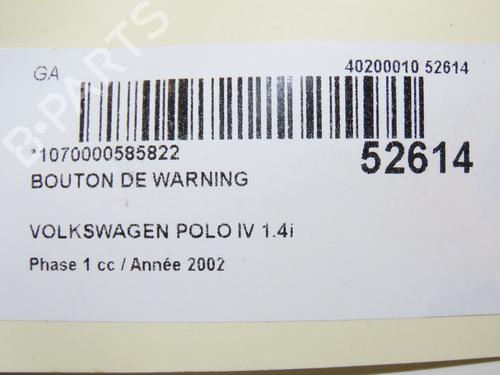 GA 40200010 52614
*1070000585822 52614
BOUTON DE WARNING
VOLKSWAGEN POLO IV 1.4i
Phase 1 cc / Année 2002
B-PARTS